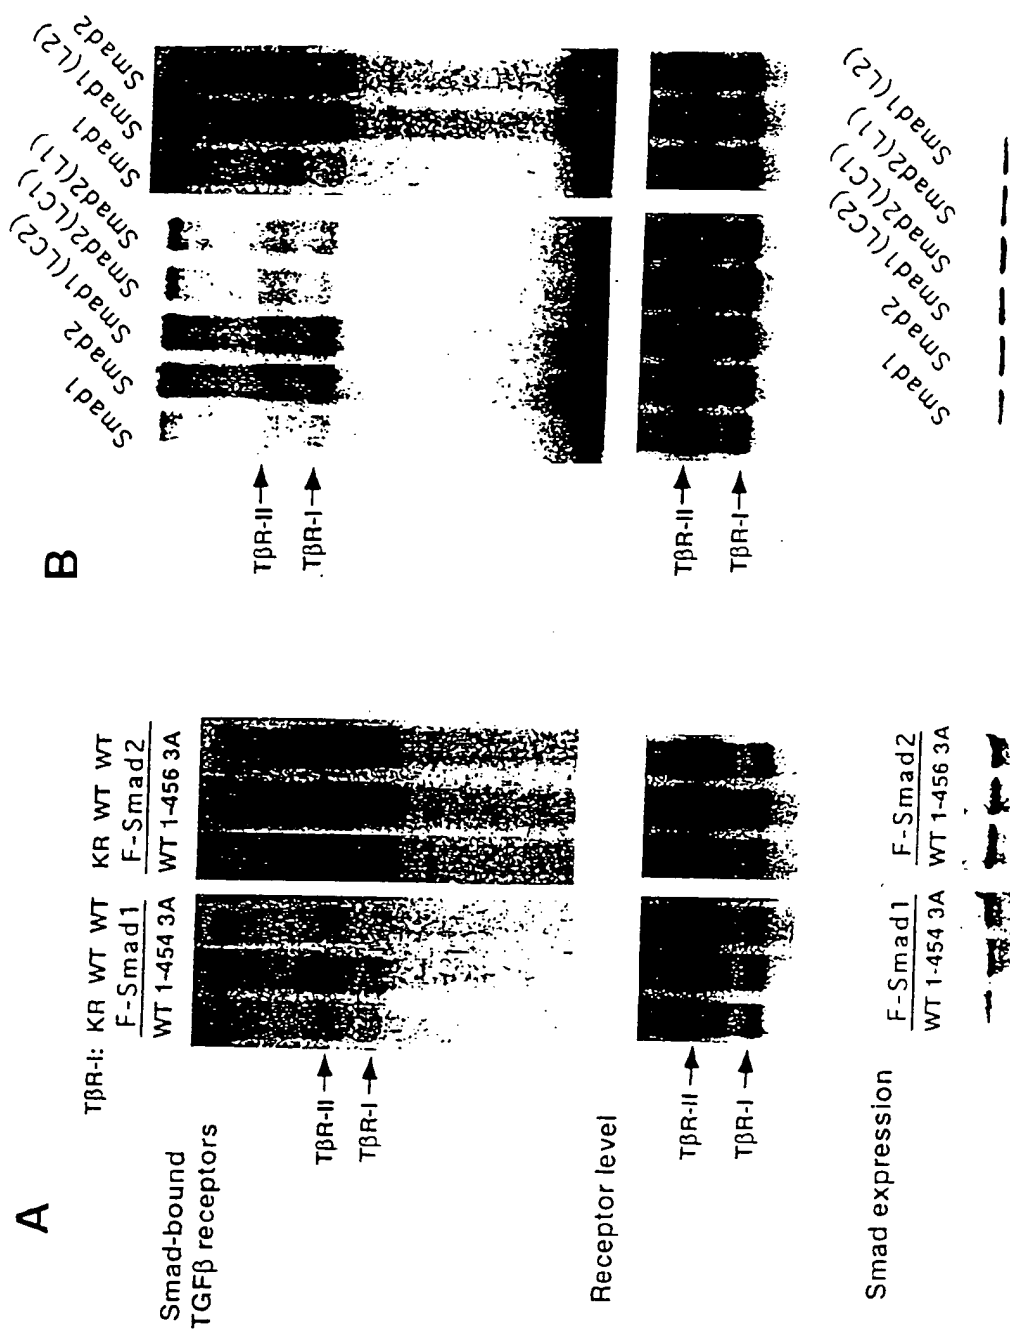 A
TβR-I: KR WT WT KR WT WT
F-Smad1 F-Smad2
WT 1-454 3A WT 1-456 3A
Smad-bound
TGFβ receptors
TβR-II
TβR-I
Receptor level
TβR-II
TβR-I
F-Smad1 F-Smad2
WT 1-454 3A WT 1-456 3A
Smad expression
B
Smad1
Smad2
Smad1(LC2)
Smad2(LC1)
Smad2(L1)
Smad1
Smad1(L2)
Smad2
TβR-II
TβR-I
TβR-II
TβR-I
Smad1
Smad2
Smad1(LC2)
Smad2(LC1)
Smad2(L1)
Smad1(L2)